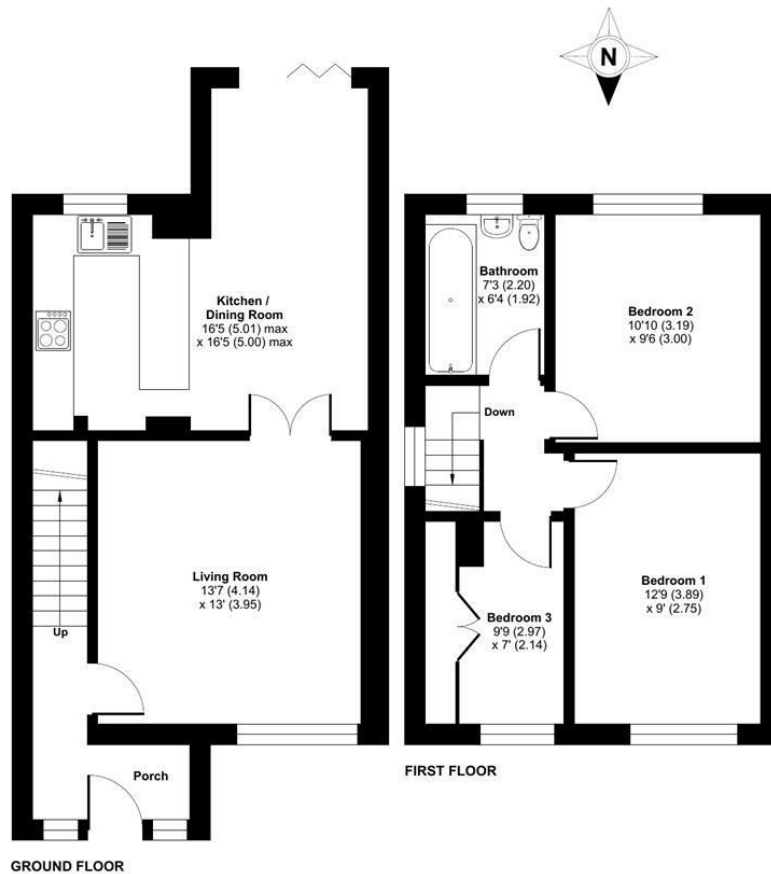 N
Kitchen /
Dining Room
16'5 (5.01) max
x 16'5 (5.00) max
Up
Living Room
13'7 (4.14)
x 13' (3.95)
Porch
GROUND FLOOR
Bathroom
7'3 (2.20)
x 6'4 (1.92)
Bedroom 2
10'10 (3.19)
x 9'6 (3.00)
Down
Bedroom 1
12'9 (3.89)
x 9' (2.75)
Bedroom 3
9'9 (2.97)
x 7' (2.14)
FIRST FLOOR